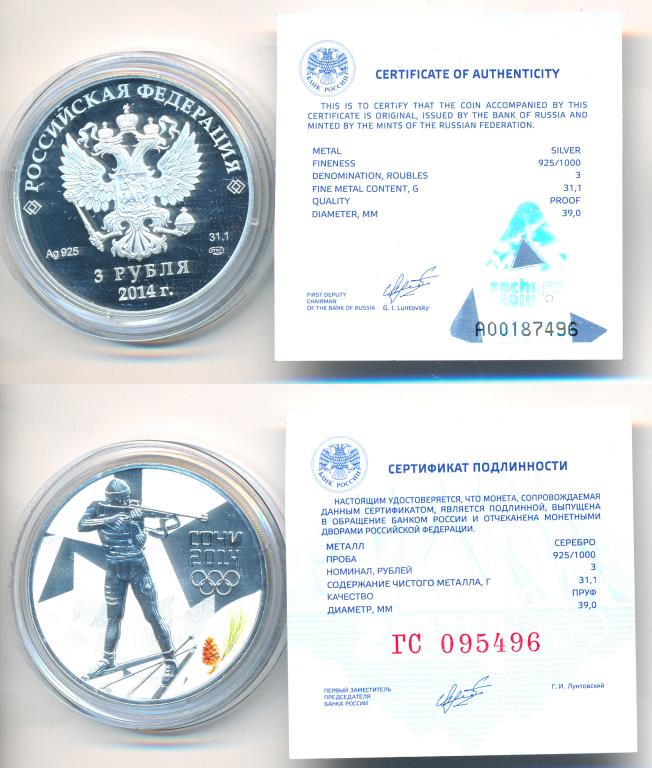 РОССИЙСКАЯ ФЕДЕРАЦИЯ
Ag 925
31,1
3 РУБЛЯ
2014 г.
БАНК РОССИИ
CERTIFICATE OF AUTHENTICITY
THIS IS TO CERTIFY THAT THE COIN ACCOMPANIED BY THIS
CERTIFICATE IS ORIGINAL, ISSUED BY THE BANK OF RUSSIA AND
MINTED BY THE MINTS OF THE RUSSIAN FEDERATION.
METAL SILVER
FINENESS 925/1000
DENOMINATION, ROUBLES 3
FINE METAL CONTENT, G 31,1
QUALITY PROOF
DIAMETER, MM 39,0
sochi.ru
2014
FIRST DEPUTY
CHAIRMAN
OF THE BANK OF RUSSIA G. I. Luntovsky
A00187496
СОЧИ
2014
БАНК РОССИИ
СЕРТИФИКАТ ПОДЛИННОСТИ
НАСТОЯЩИМ УДОСТОВЕРЯЕТСЯ, ЧТО МОНЕТА, СОПРОВОЖДАЕМАЯ
ДАННЫМ СЕРТИФИКАТОМ, ЯВЛЯЕТСЯ ПОДЛИННОЙ, ВЫПУЩЕНА
В ОБРАЩЕНИЕ БАНКОМ РОССИИ И ОТЧЕКАНЕНА МОНЕТНЫМИ
ДВОРАМИ РОССИЙСКОЙ ФЕДЕРАЦИИ.
МЕТАЛЛ СЕРЕБРО
ПРОБА 925/1000
НОМИНАЛ, РУБЛЕЙ 3
СОДЕРЖАНИЕ ЧИСТОГО МЕТАЛЛА, Г 31,1
КАЧЕСТВО ПРУФ
ДИАМЕТР, ММ 39,0
ГС 095496
ПЕРВЫЙ ЗАМЕСТИТЕЛЬ
ПРЕДСЕДАТЕЛЯ
БАНКА РОССИИ
Г. И. Лунтовский